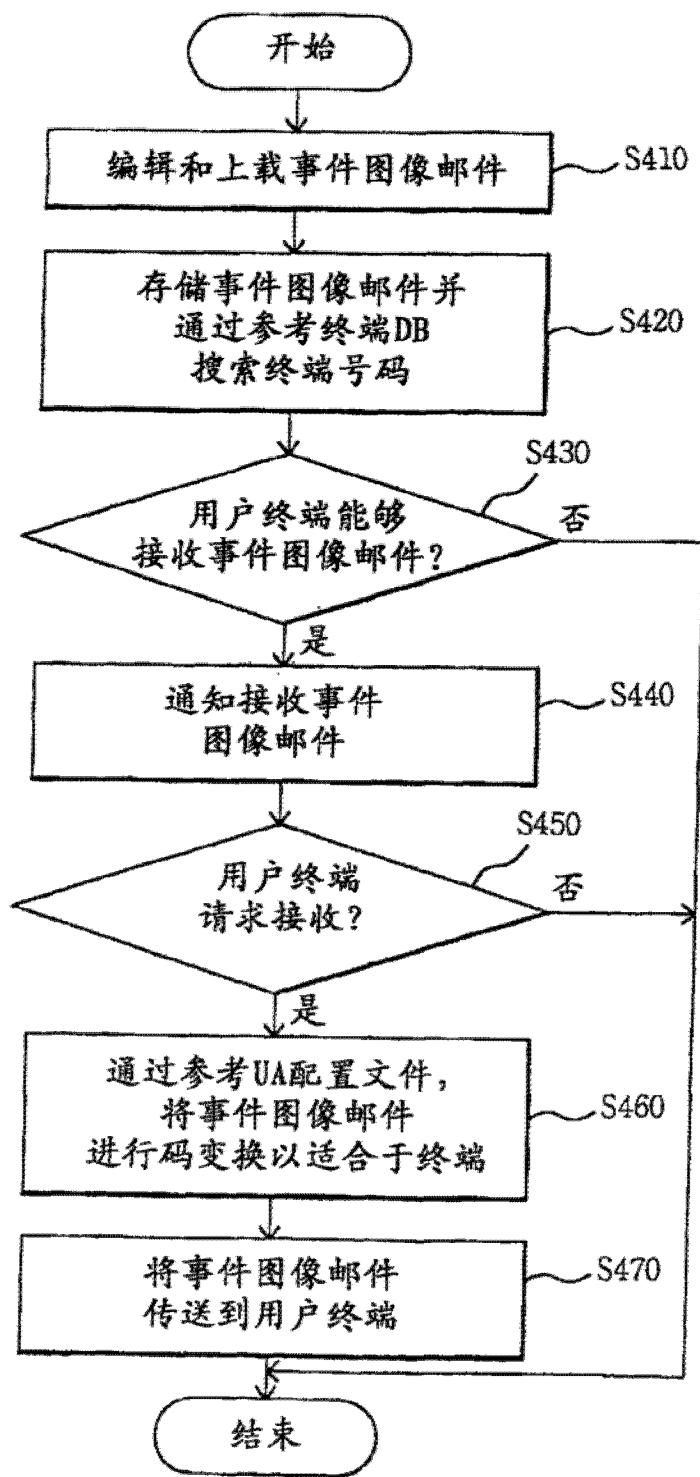 开始
编辑和上载事件图像邮件
S410
存储事件图像邮件并
通过参考终端DB
搜索终端号码
S420
S430
用户终端能够
接收事件图像邮件？
否
是
通知接收事件
图像邮件
S440
S450
用户终端
请求接收？
否
是
通过参考UA配置文件，
将事件图像邮件
进行码变换以适合于终端
S460
将事件图像邮件
传送到用户终端
S470
结束